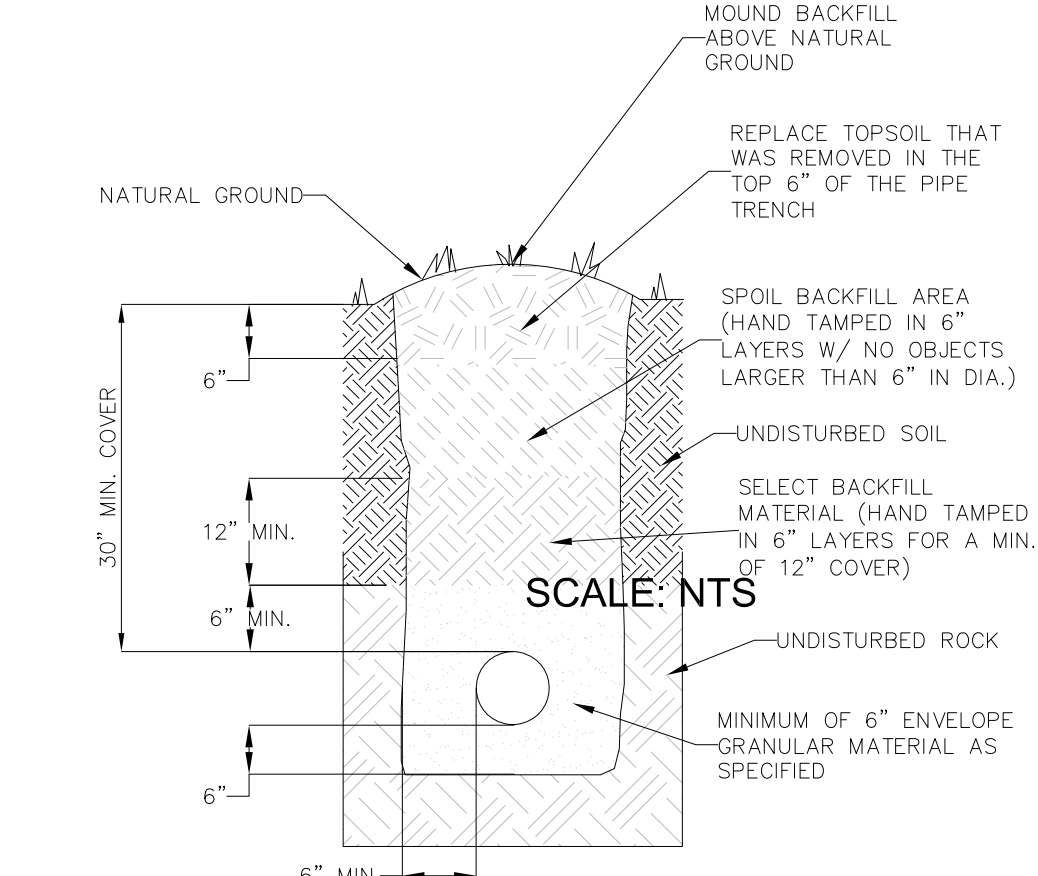 MOUND BACKFILL
ABOVE NATURAL
GROUND
REPLACE TOPSOIL THAT
WAS REMOVED IN THE
TOP 6” OF THE PIPE
TRENCH
NATURAL GROUND
SPOIL BACKFILL AREA
(HAND TAMPED IN 6”
LAYERS W/ NO OBJECTS
LARGER THAN 6” IN DIA.)
6”
30” MIN. COVER
UNDISTURBED SOIL
SELECT BACKFILL
MATERIAL (HAND TAMPED
IN 6” LAYERS FOR A MIN.
OF 12” COVER)
12” MIN.
SCALE: NTS
6” MIN.
UNDISTURBED ROCK
MINIMUM OF 6” ENVELOPE
GRANULAR MATERIAL AS
SPECIFIED
6”
6” MIN